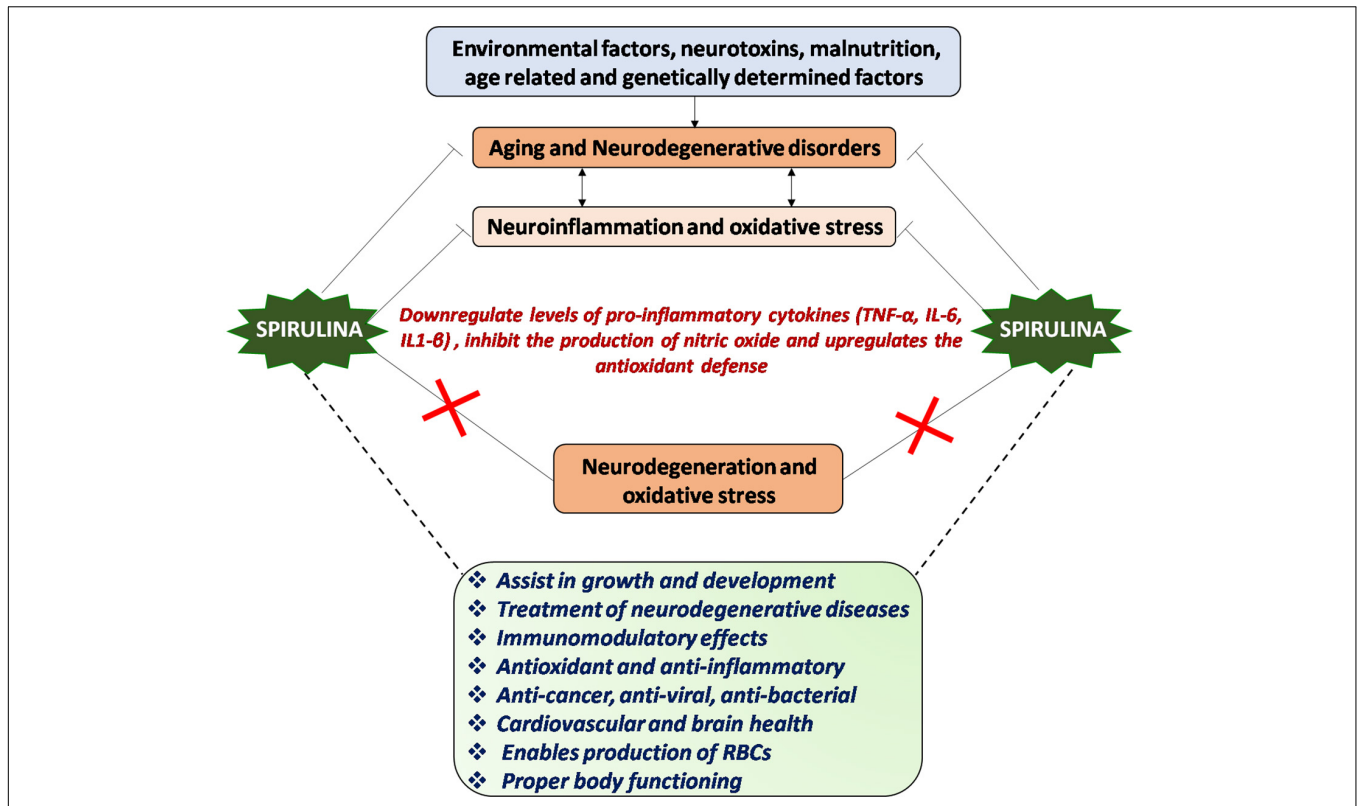 Environmental factors, neurotoxins, malnutrition,
age related and genetically determined factors
Aging and Neurodegenerative disorders
Neuroinflammation and oxidative stress
SPIRULINA
Downregulate levels of pro-inflammatory cytokines (TNF-α, IL-6,
IL1-β) , inhibit the production of nitric oxide and upregulates the
antioxidant defense
SPIRULINA
Neurodegeneration and
oxidative stress
❖ Assist in growth and development
❖ Treatment of neurodegenerative diseases
❖ Immunomodulatory effects
❖ Antioxidant and anti-inflammatory
❖ Anti-cancer, anti-viral, anti-bacterial
❖ Cardiovascular and brain health
❖ Enables production of RBCs
❖ Proper body functioning